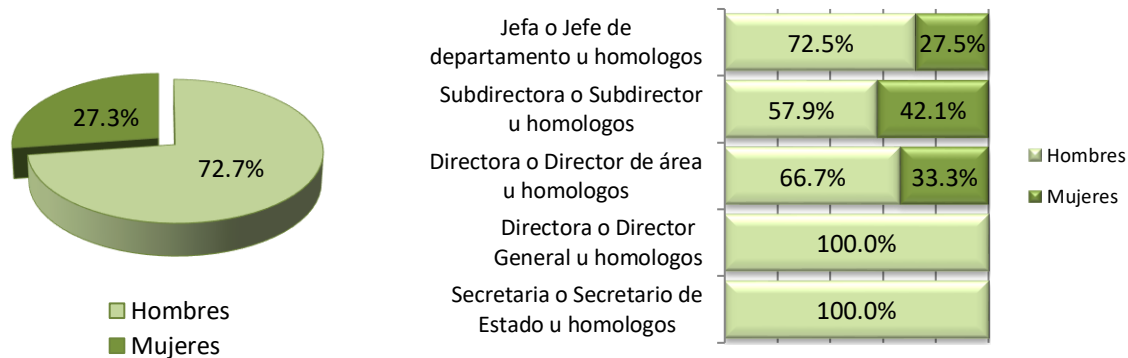 27.3%
72.7%
Hombres
Mujeres
Jefa o Jefe de
departamento u homologos
72.5%
27.5%
Subdirectora o Subdirector
u homologos
57.9%
42.1%
Directora o Director de área
u homologos
66.7%
33.3%
Directora o Director
General u homologos
100.0%
Secretaria o Secretario de
Estado u homologos
100.0%
Hombres
Mujeres